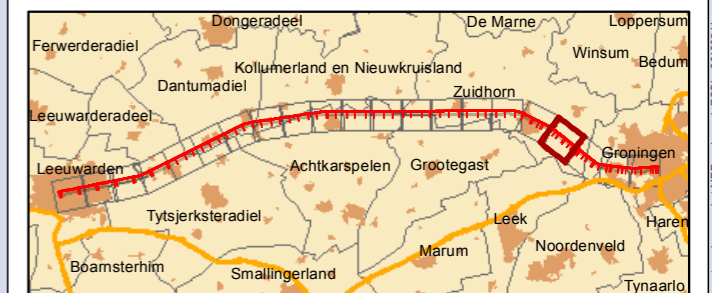 Dongeradeel
De Marne
Loppersum
Ferwerderadiel
Winsum
Bedum
Kollumerland en Nieuwkruisland
Dantumadiel
Zuidhorn
Leeuwarderadeel
Groningen
Leeuwarden
Achtkarspelen
Grootegast
Tytsjerksteradiel
Leek
Haren
Noordenveld
Marum
Boarnsterhim
Smallingerland
Tynaarlo